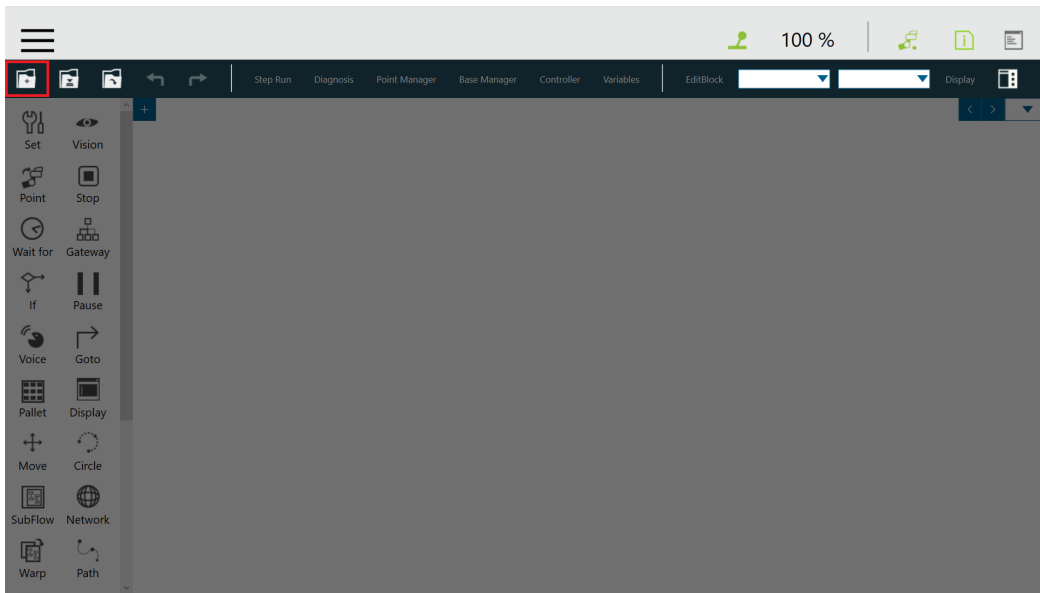 100 %
Step Run Diagnosis Point Manager Base Manager Controller Variables EditBlock Display
Set Vision
Point Stop
Wait for Gateway
If Pause
Voice Goto
Pallet Display
Move Circle
SubFlow Network
Warp Path